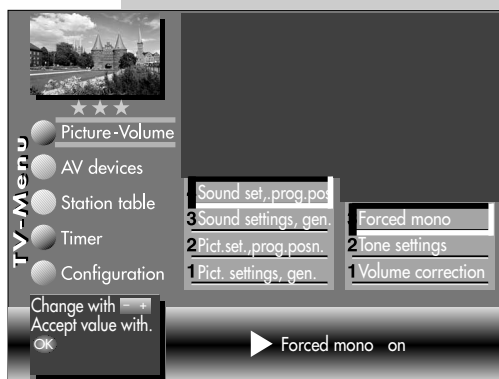 TV-Menu
Picture-Volume
AV devices
Station table
Timer
Configuration
Sound set,.prog.pos
3 Sound settings, gen.
2 Pict.set.,prog.posn.
1 Pict. settings, gen.
3 Forced mono
2 Tone settings
1 Volume correction
Change with - +
Accept value with.
OK
Forced mono on